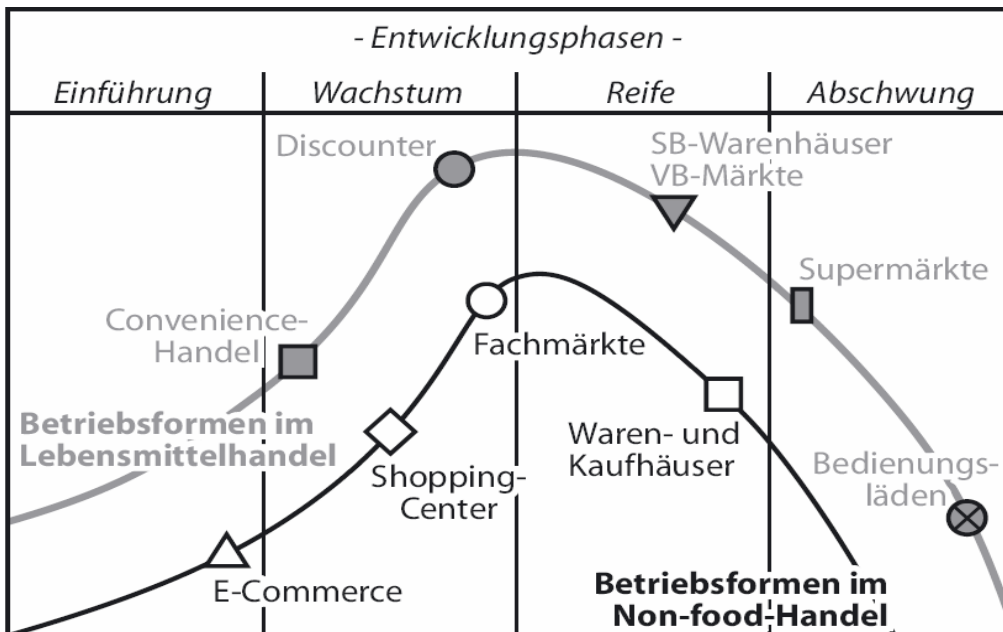 - Entwicklungsphasen -
Einführung
Wachstum
Reife
Abschwung
Discounter
SB-Warenhäuser
VB-Märkte
Supermärkte
Convenience-
Handel
Fachmärkte
Betriebsformen im
Lebensmittelhandel
Shopping-
Center
Waren- und
Kaufhäuser
Bedienungs-
läden
E-Commerce
Betriebsformen im
Non-food-Handel